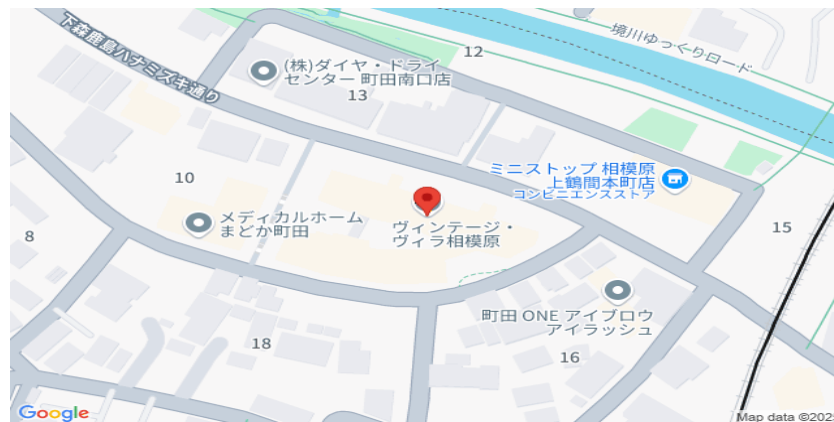 下森鹿島ハナミズキ通り
12
境川ゆっくりロード
(株)ダイヤ・ドライ
センター 町田南口店
13
ミニストップ 相模原
上鶴間本町店
コンビニエンスストア
10
メディカルホーム
まどか町田
ヴィンテージ・
ヴィラ相模原
15
8
町田 ONE アイブロウ
アイラッシュ
18
16
Google
Map data ©202